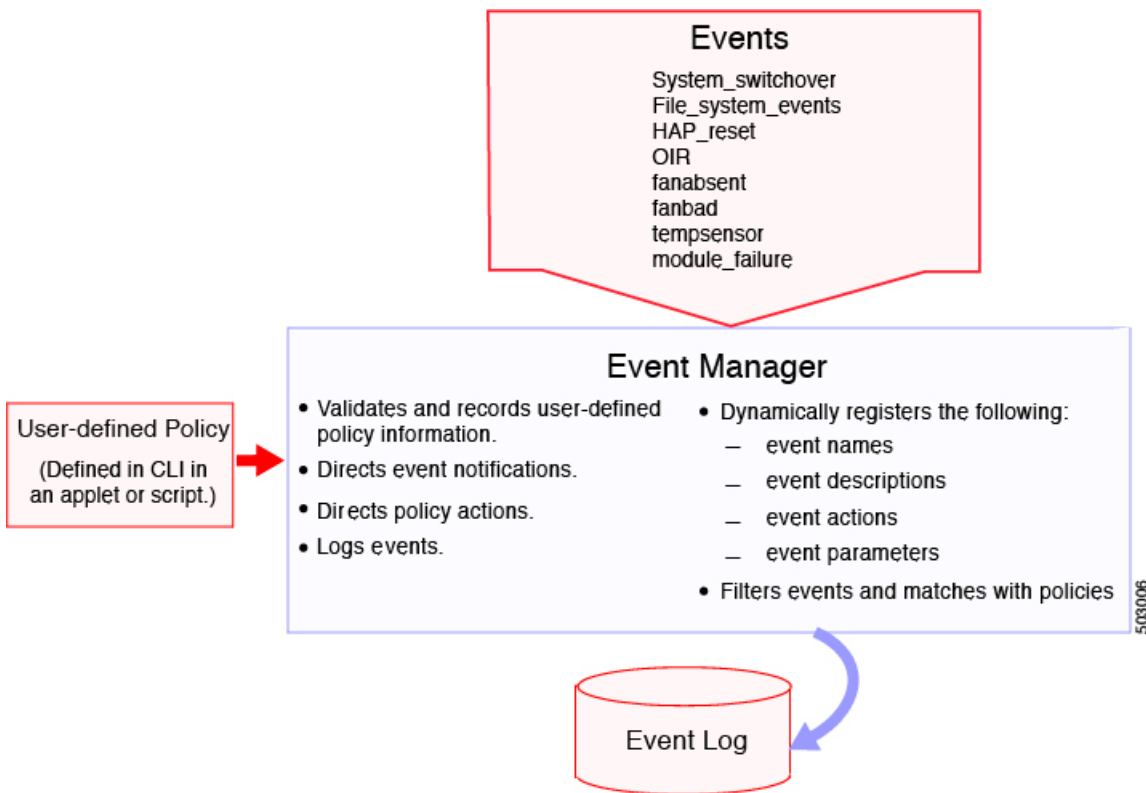 Events
System_switchover
File_system_events
HAP_reset
OIR
fanabsent
fanbad
tempsensor
module_failure
Event Manager
User-defined Policy
(Defined in CLI in
an applet or script.)
• Validates and records user-defined
policy information.
• Directs event notifications.
• Directs policy actions.
• Logs events.
• Dynamically registers the following:
— event names
— event descriptions
— event actions
— event parameters
• Filters events and matches with policies
503006
Event Log